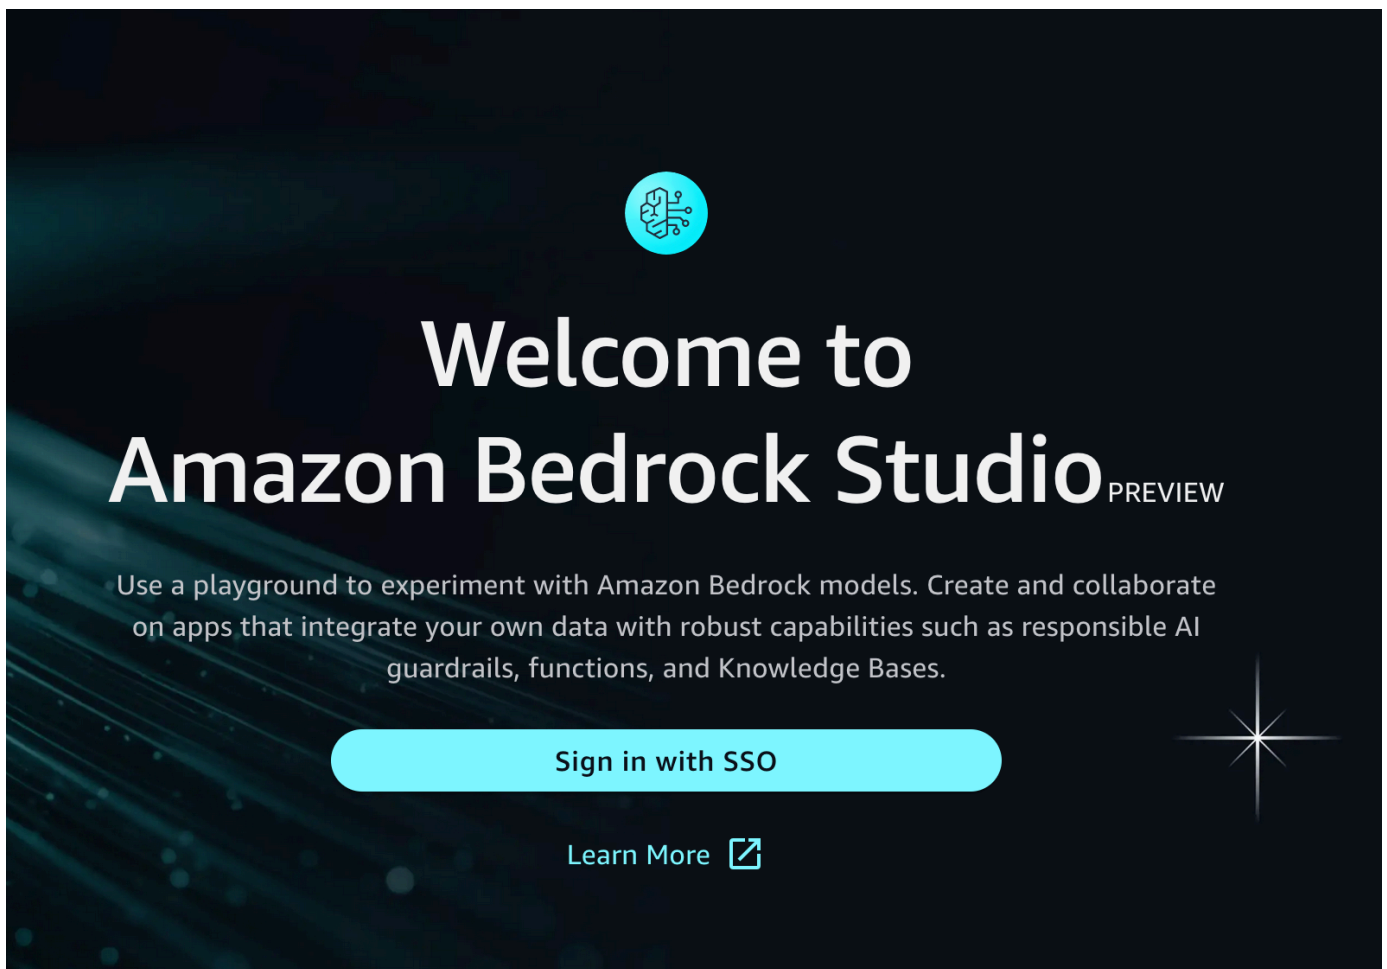 Welcome to
Amazon Bedrock Studio PREVIEW
Use a playground to experiment with Amazon Bedrock models. Create and collaborate
on apps that integrate your own data with robust capabilities such as responsible AI
guardrails, functions, and Knowledge Bases.
Sign in with SSO
Learn More